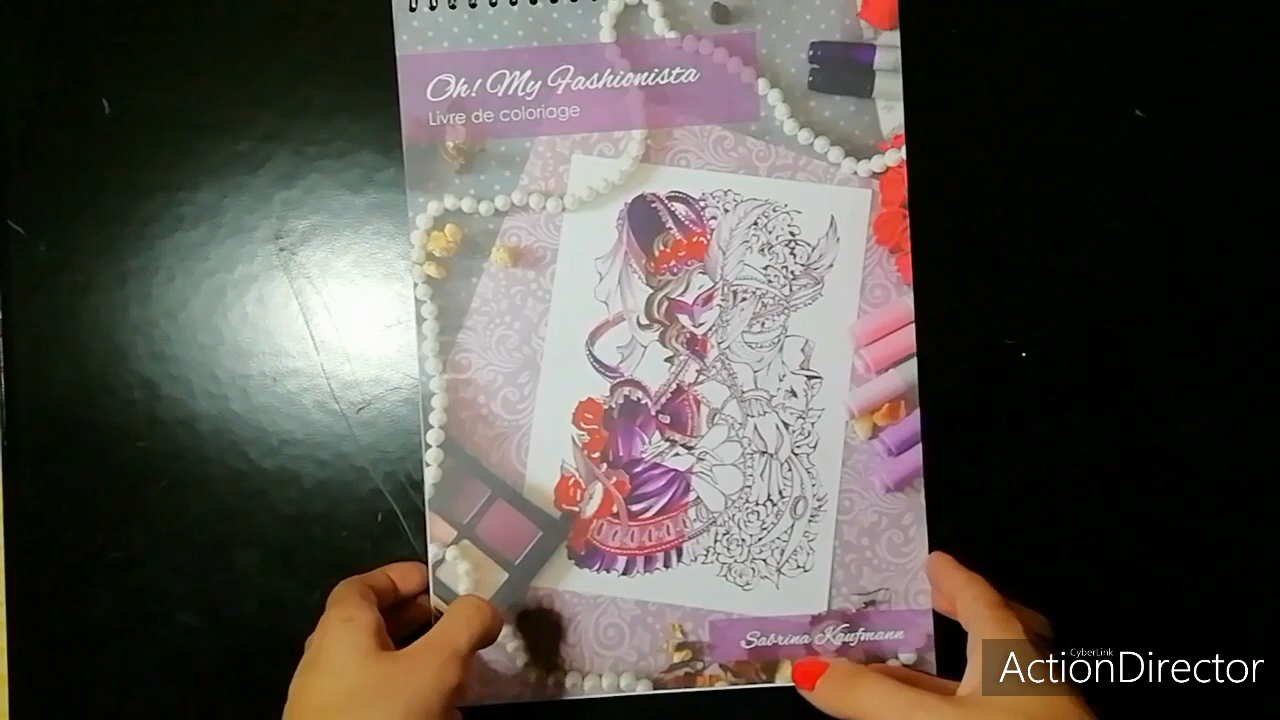 Oh! My Fashionista
Livre de coloriage
Sabrina Kaufmann
CyberLink
ActionDirector